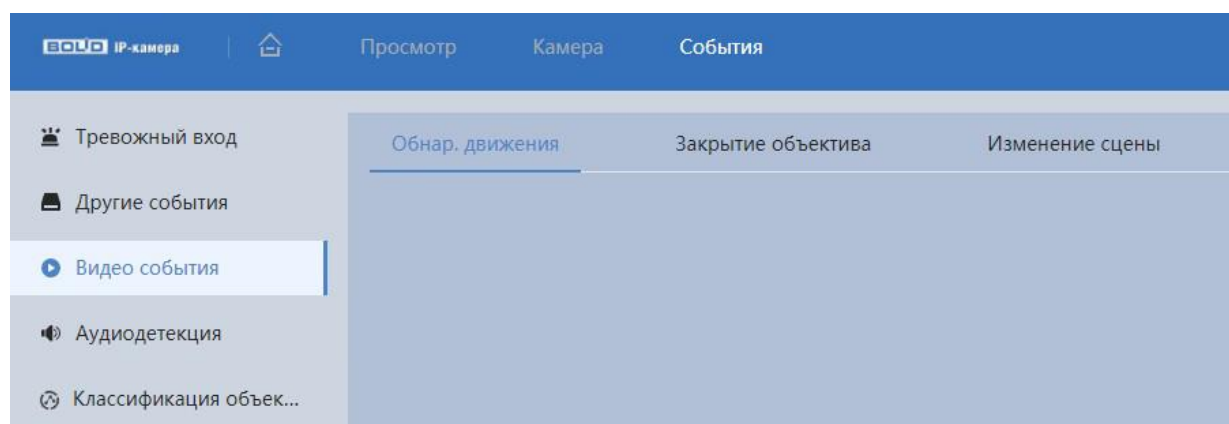 BOLID IP-камера Просмотр Камера События
Тревожный вход
Обнар. движения Закрытие объектива Изменение сцены
Другие события
Видео события
Аудиодетекция
Классификация объек...